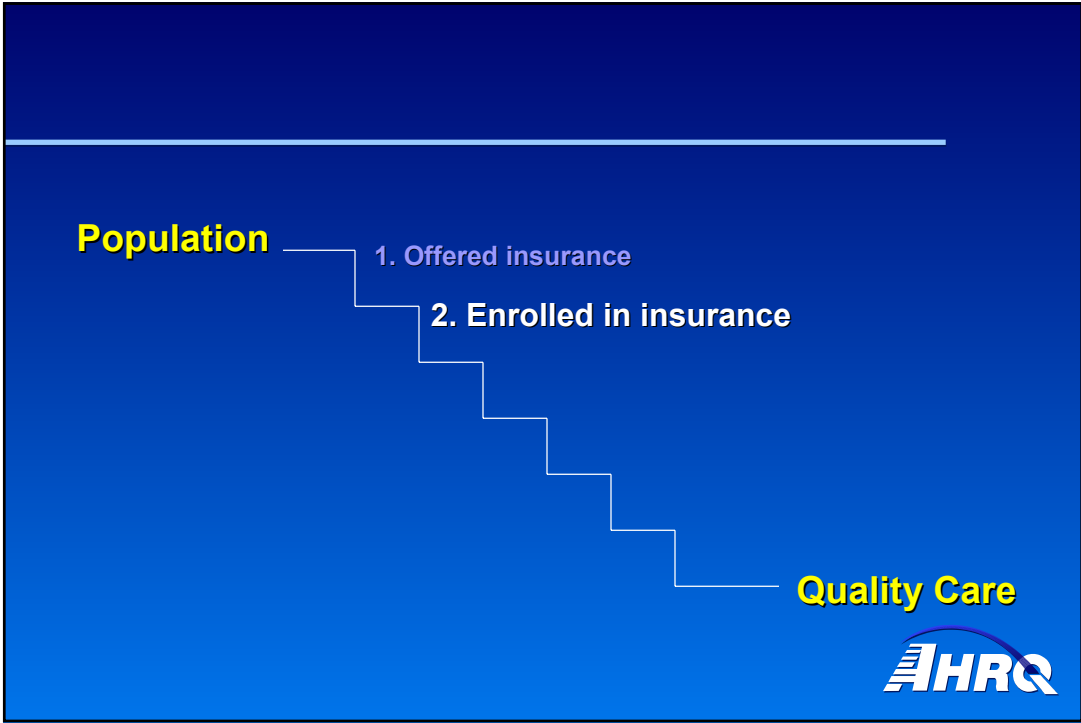 Population
1. Offered insurance
2. Enrolled in insurance
Quality Care
AHRQ